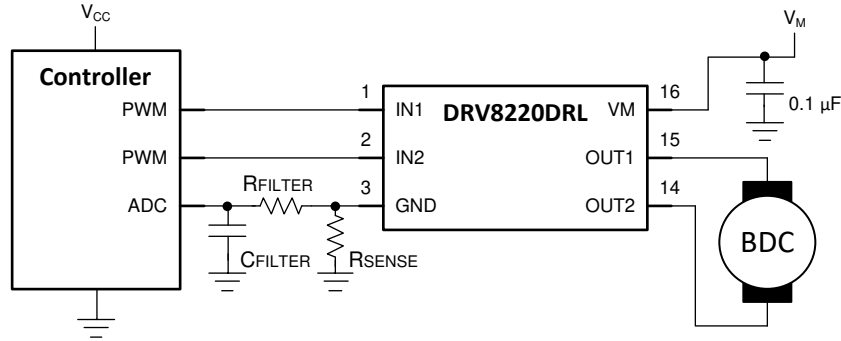 VCC
VM
Controller
PWM
PWM
ADC
1
2
3
RFILTER
CFILTER
RSENSE
DRV8220DRL
IN1
IN2
GND
VM
OUT1
OUT2
16
15
14
0.1 µF
BDC